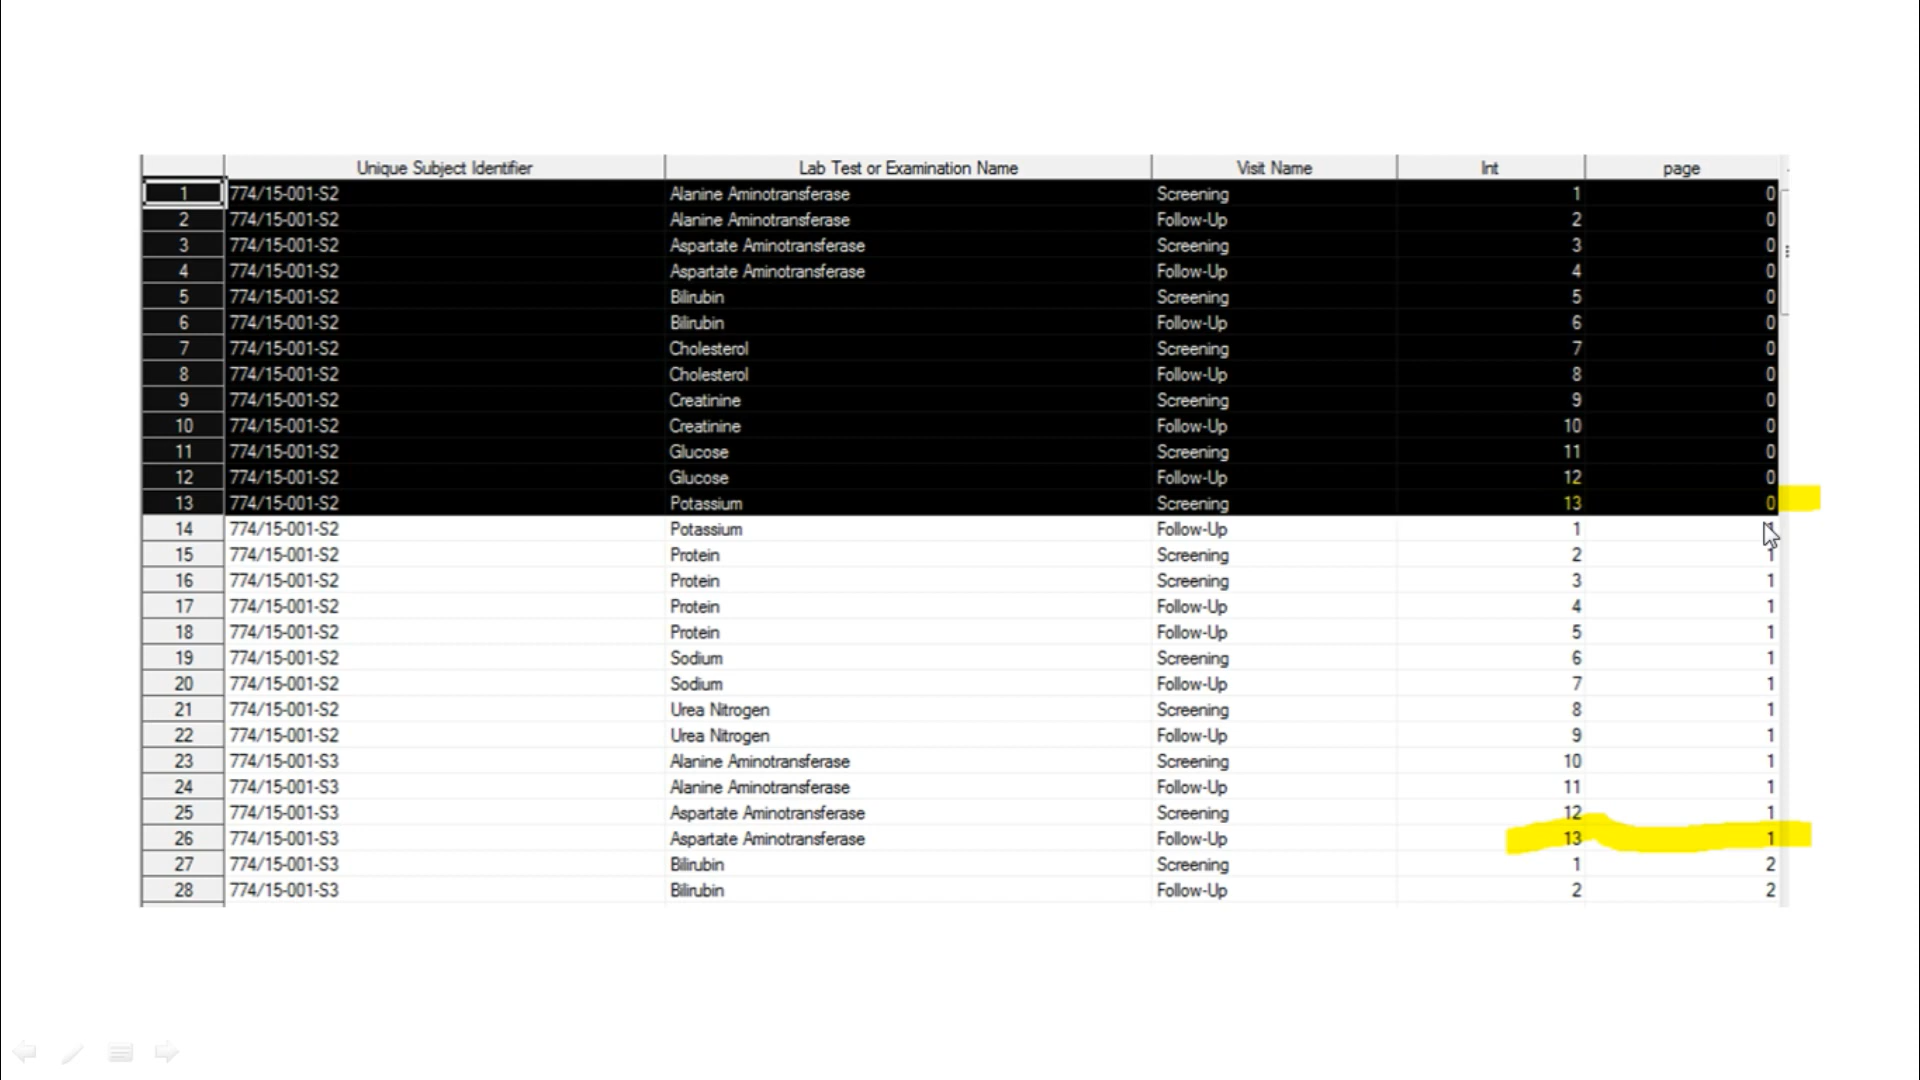 Unique Subject Identifier Lab Test or Examination Name Visit Name Int page
1 774/15-001-S2 Alanine Aminotransferase Screening 1 0
2 774/15-001-S2 Alanine Aminotransferase Follow-Up 2 0
3 774/15-001-S2 Aspartate Aminotransferase Screening 3 0
4 774/15-001-S2 Aspartate Aminotransferase Follow-Up 4 0
5 774/15-001-S2 Bilirubin Screening 5 0
6 774/15-001-S2 Bilirubin Follow-Up 6 0
7 774/15-001-S2 Cholesterol Screening 7 0
8 774/15-001-S2 Cholesterol Follow-Up 8 0
9 774/15-001-S2 Creatinine Screening 9 0
10 774/15-001-S2 Creatinine Follow-Up 10 0
11 774/15-001-S2 Glucose Screening 11 0
12 774/15-001-S2 Glucose Follow-Up 12 0
13 774/15-001-S2 Potassium Screening 13 0
14 774/15-001-S2 Potassium Follow-Up 1 1
15 774/15-001-S2 Protein Screening 2 1
16 774/15-001-S2 Protein Screening 3 1
17 774/15-001-S2 Protein Follow-Up 4 1
18 774/15-001-S2 Protein Follow-Up 5 1
19 774/15-001-S2 Sodium Screening 6 1
20 774/15-001-S2 Sodium Follow-Up 7 1
21 774/15-001-S2 Urea Nitrogen Screening 8 1
22 774/15-001-S2 Urea Nitrogen Follow-Up 9 1
23 774/15-001-S3 Alanine Aminotransferase Screening 10 1
24 774/15-001-S3 Alanine Aminotransferase Follow-Up 11 1
25 774/15-001-S3 Aspartate Aminotransferase Screening 12 1
26 774/15-001-S3 Aspartate Aminotransferase Follow-Up 13 1
27 774/15-001-S3 Bilirubin Screening 1 2
28 774/15-001-S3 Bilirubin Follow-Up 2 2